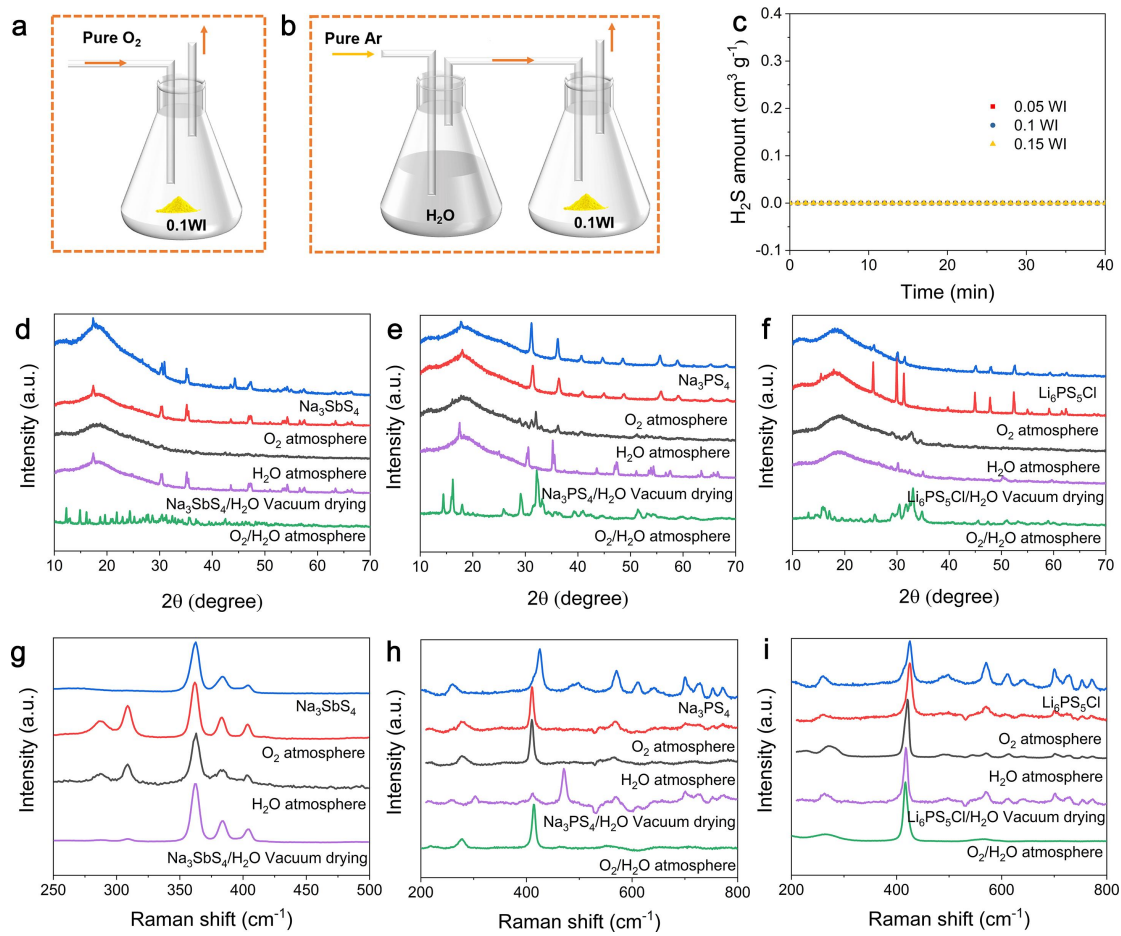 a
Pure O₂
0.1WI
b
Pure Ar
H₂O
0.1WI
c
H₂S amount (cm³ g⁻¹)
0.4
0.3
0.2
0.1
0.0
-0.1
0.05 WI
0.1 WI
0.15 WI
0 10 20 30 40
Time (min)
d
Intensity (a.u.)
Na₃SbS₄
O₂ atmosphere
H₂O atmosphere
Na₃SbS₄/H₂O Vacuum drying
O₂/H₂O atmosphere
10 20 30 40 50 60 70
2θ (degree)
e
Intensity (a.u.)
Na₃PS₄
O₂ atmosphere
H₂O atmosphere
Na₃PS₄/H₂O Vacuum drying
O₂/H₂O atmosphere
10 20 30 40 50 60 70
2θ (degree)
f
Intensity (a.u.)
Li₆PS₅Cl
O₂ atmosphere
H₂O atmosphere
Li₆PS₅Cl/H₂O Vacuum drying
O₂/H₂O atmosphere
10 20 30 40 50 60 70
2θ (degree)
g
Intensity (a.u.)
Na₃SbS₄
O₂ atmosphere
H₂O atmosphere
Na₃SbS₄/H₂O Vacuum drying
250 300 350 400 450 500
Raman shift (cm⁻¹)
h
Intensity (a.u.)
Na₃PS₄
O₂ atmosphere
H₂O atmosphere
Na₃PS₄/H₂O Vacuum drying
O₂/H₂O atmosphere
200 400 600 800
Raman shift (cm⁻¹)
i
Intensity (a.u.)
Li₆PS₅Cl
O₂ atmosphere
H₂O atmosphere
Li₆PS₅Cl/H₂O Vacuum drying
O₂/H₂O atmosphere
200 400 600 800
Raman shift (cm⁻¹)